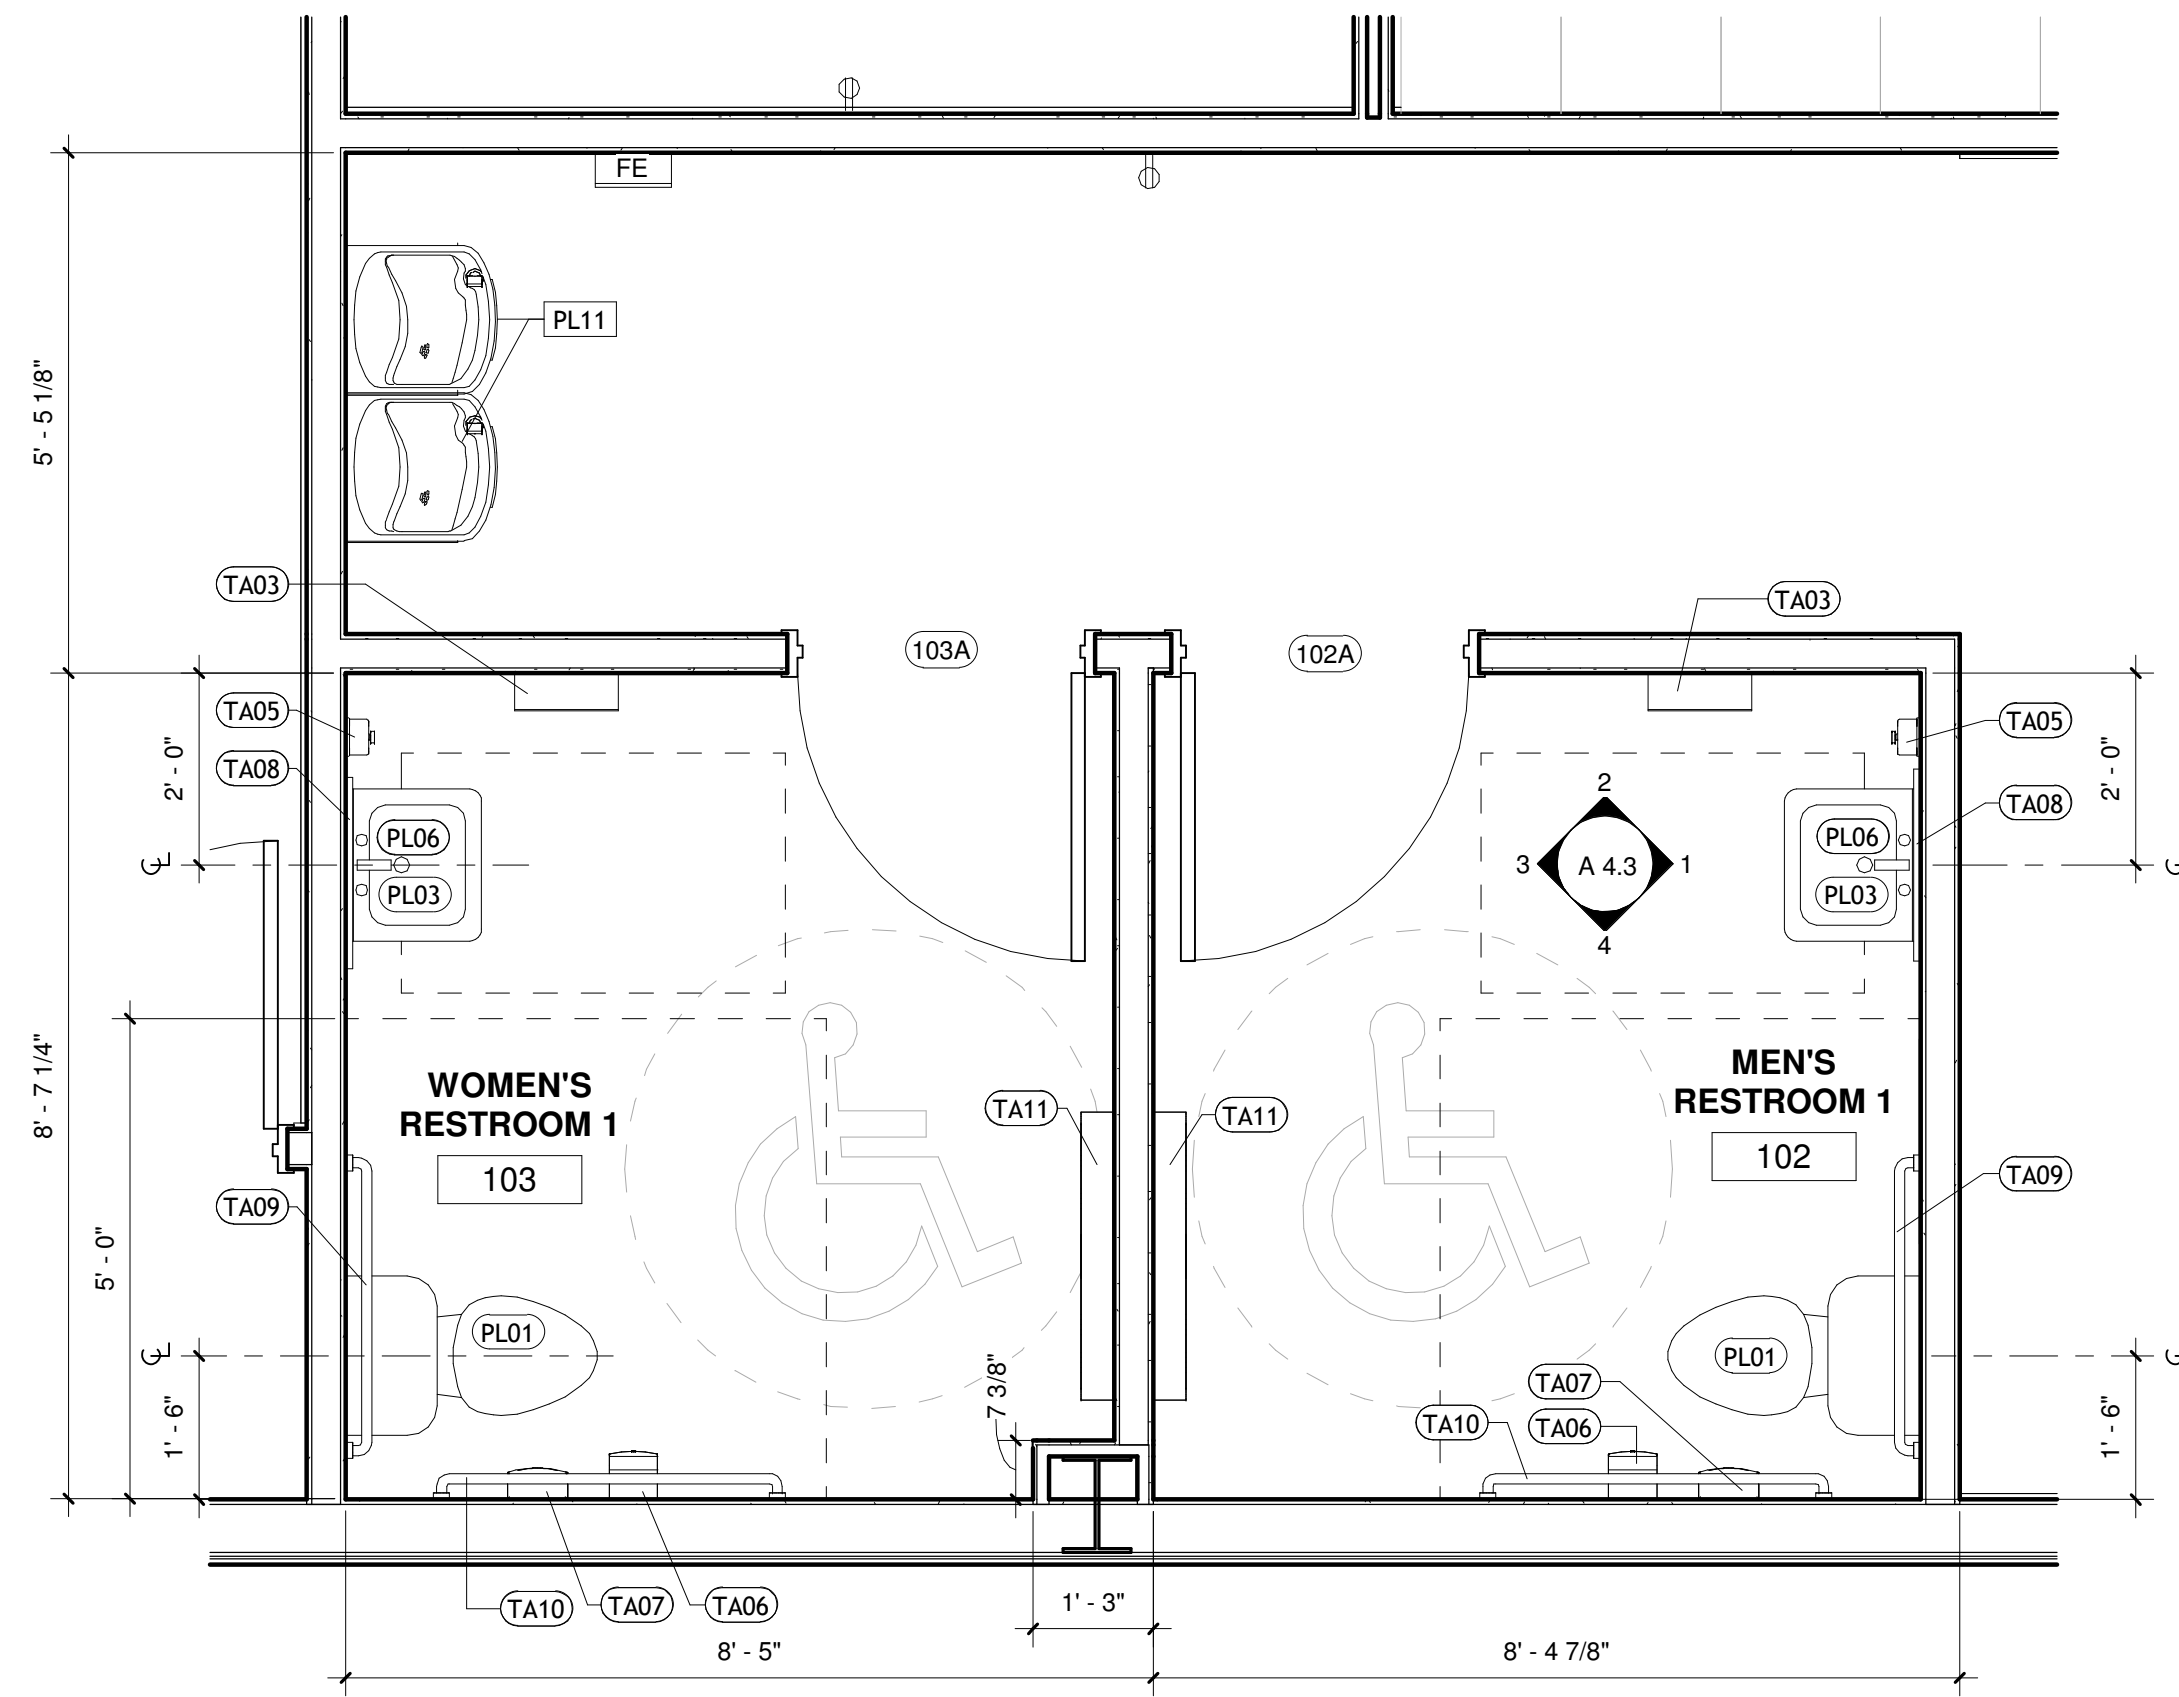 FE
PL11
5' - 5 1/8"
TA03
TA03
103A
102A
TA05
TA05
2' - 0"
2' - 0"
TA08
TA08
2
PL06
PL06
3
A 4.3
1
PL03
PL03
4
8' - 7 1/4"
WOMEN'S
RESTROOM 1
103
MEN'S
RESTROOM 1
102
TA11
TA11
TA09
TA09
5' - 0"
PL01
PL01
7 3/8"
1' - 6"
1' - 6"
TA07
TA10
TA06
TA10
TA07
TA06
1' - 3"
8' - 5"
8' - 4 7/8"